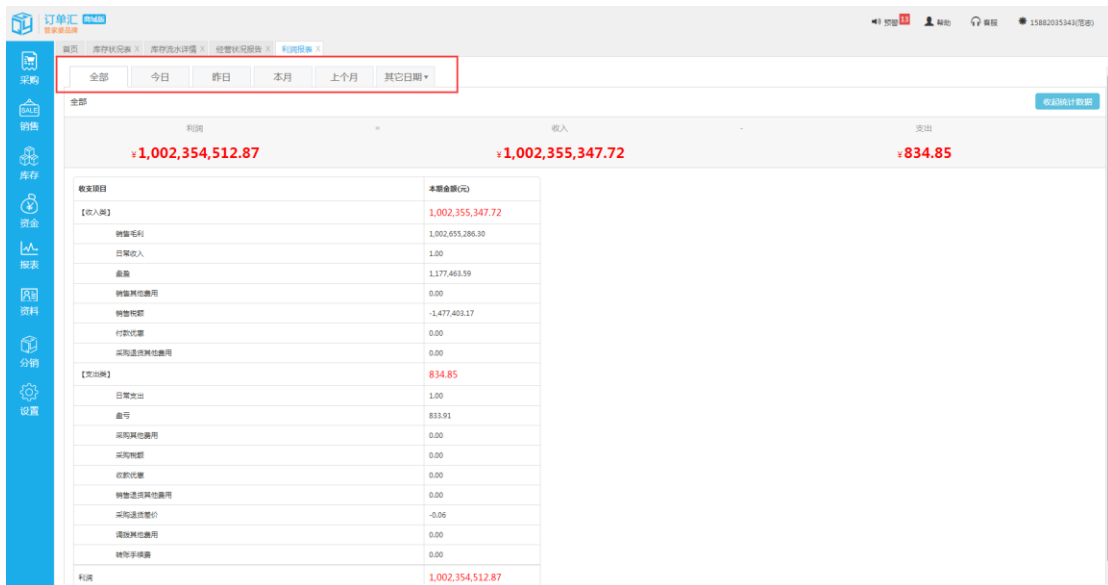 订单汇 商城版
管家婆品牌
预警 13 帮助 客服 15882035343(范志)
首页 库存状况表 X 库存流水详情 X 经营状况报告 X 利润报表 X
全部 今日 昨日 本月 上个月 其它日期▾
全部 收起统计数据
利润 = 收入 - 支出
¥1,002,354,512.87 ¥1,002,355,347.72 ¥834.85
采购
SALE
销售
库存
资金
报表
资料
分销
设置
收支项目 本期金额(元)
【收入类】 1,002,355,347.72
销售毛利 1,002,655,286.30
日常收入 1.00
盘盈 1,177,463.59
销售其他费用 0.00
销售税额 -1,477,403.17
付款优惠 0.00
采购退货其他费用 0.00
【支出类】 834.85
日常支出 1.00
盘亏 833.91
采购其他费用 0.00
采购税额 0.00
收款优惠 0.00
销售退货其他费用 0.00
采购退货差价 -0.06
调拨其他费用 0.00
转账手续费 0.00
利润 1,002,354,512.87